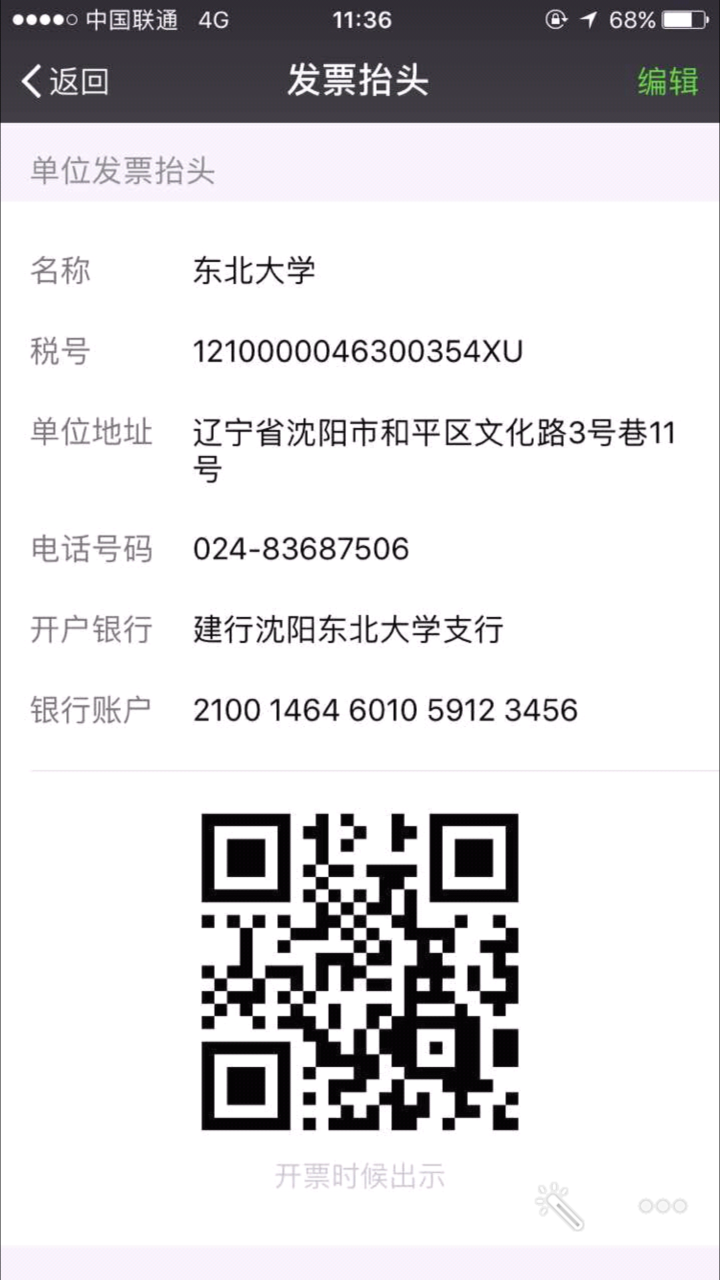 中国联通 4G 11:36 68%
返回 发票抬头 编辑
单位发票抬头
名称 东北大学
税号 1210000046300354XU
单位地址 辽宁省沈阳市和平区文化路3号巷11
号
电话号码 024-83687506
开户银行 建行沈阳东北大学支行
银行账户 2100 1464 6010 5912 3456
开票时候出示